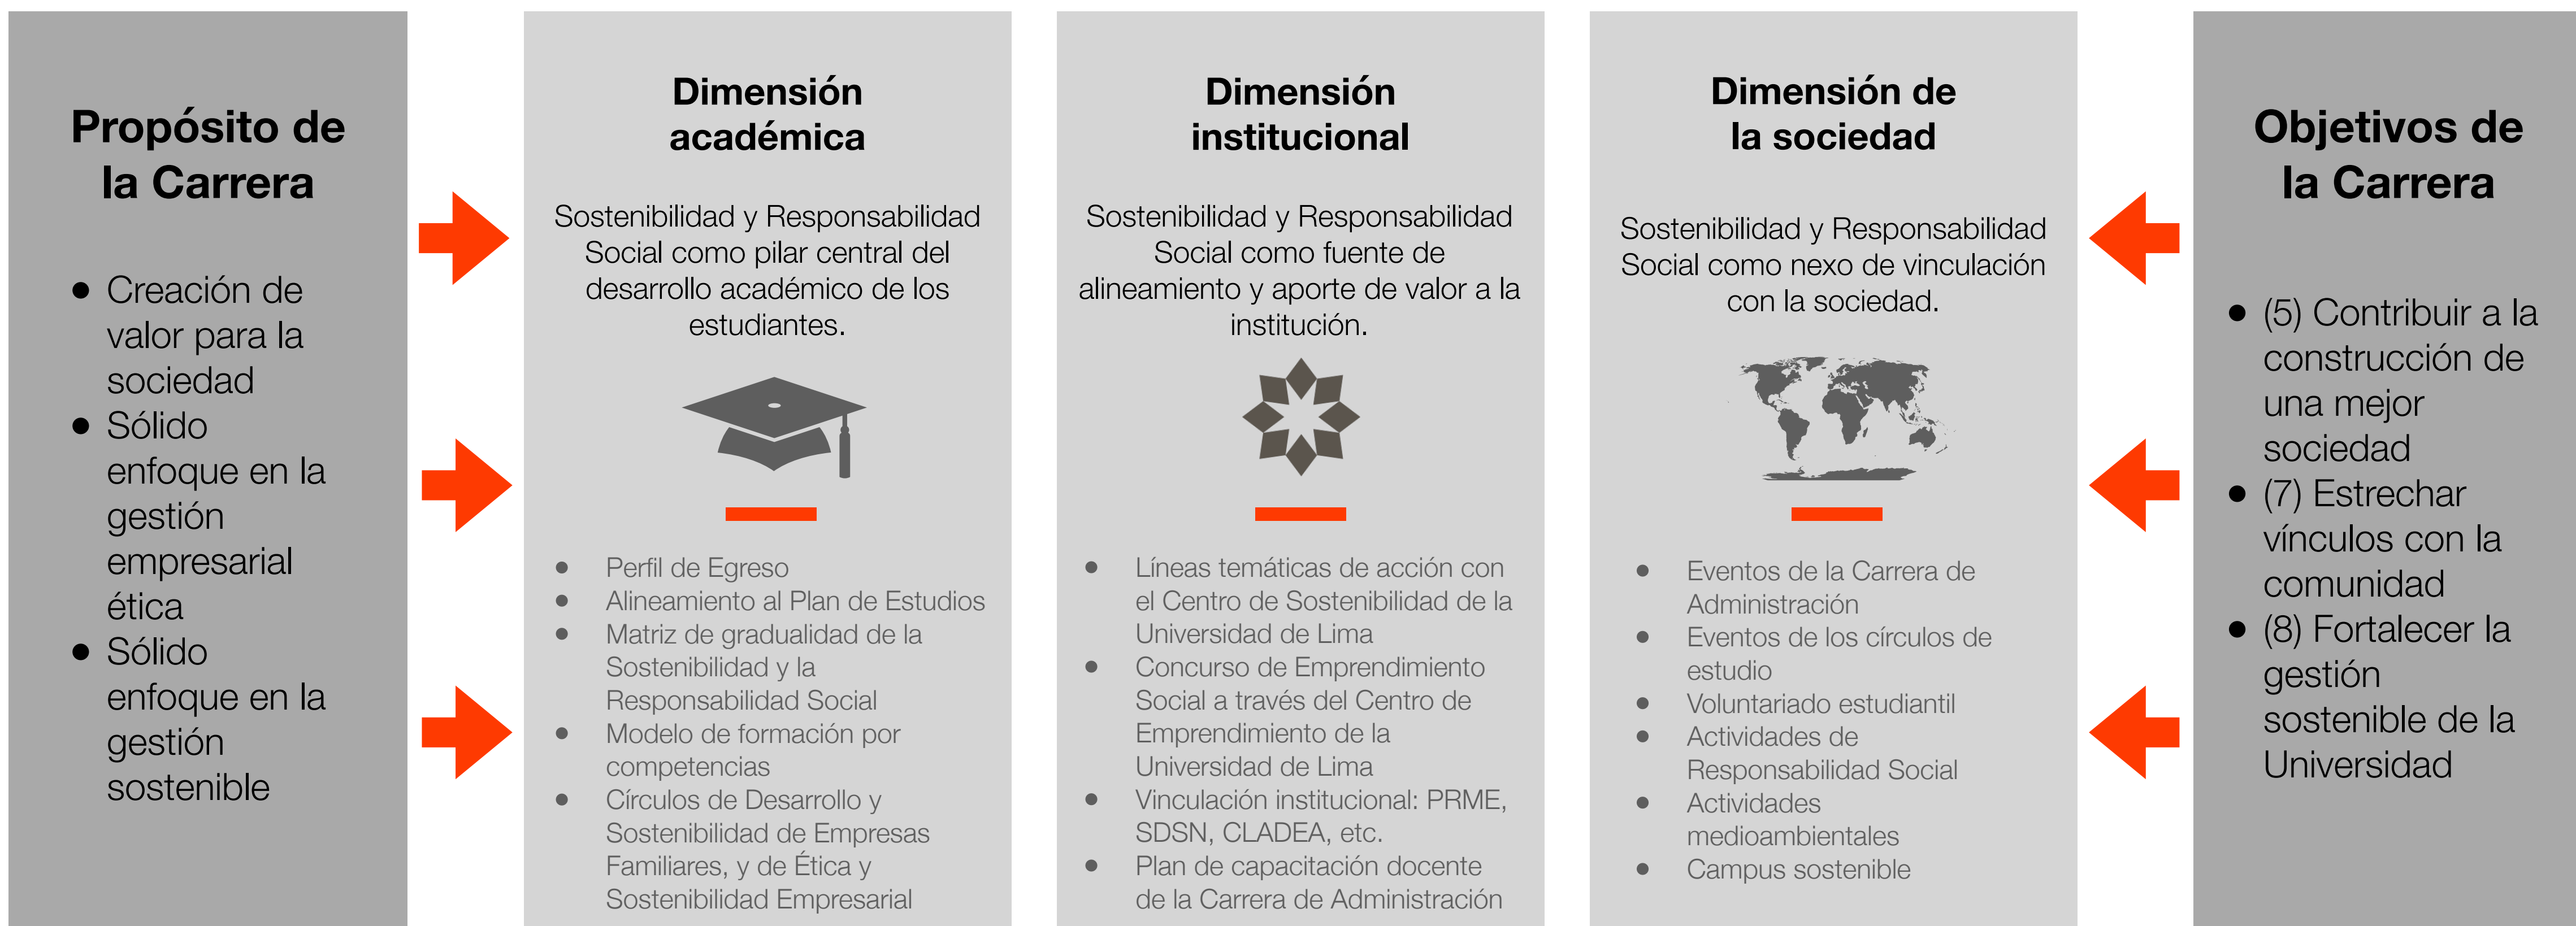 Propósito de
la Carrera
● Creación de
valor para la
sociedad
● Sólido
enfoque en la
gestión
empresarial
ética
● Sólido
enfoque en la
gestión
sostenible
Dimensión
académica
Sostenibilidad y Responsabilidad
Social como pilar central del
desarrollo académico de los
estudiantes.
● Perfil de Egreso
● Alineamiento al Plan de Estudios
● Matriz de gradualidad de la
Sostenibilidad y la
Responsabilidad Social
● Modelo de formación por
competencias
● Círculos de Desarrollo y
Sostenibilidad de Empresas
Familiares, y de Ética y
Sostenibilidad Empresarial
Dimensión
institucional
Sostenibilidad y Responsabilidad
Social como fuente de
alineamiento y aporte de valor a la
institución.
● Líneas temáticas de acción con
el Centro de Sostenibilidad de la
Universidad de Lima
● Concurso de Emprendimiento
Social a través del Centro de
Emprendimiento de la
Universidad de Lima
● Vinculación institucional: PRME,
SDSN, CLADEA, etc.
● Plan de capacitación docente
de la Carrera de Administración
Dimensión de
la sociedad
Sostenibilidad y Responsabilidad
Social como nexo de vinculación
con la sociedad.
● Eventos de la Carrera de
Administración
● Eventos de los círculos de
estudio
● Voluntariado estudiantil
● Actividades de
Responsabilidad Social
● Actividades
medioambientales
● Campus sostenible
Objetivos de
la Carrera
● (5) Contribuir a la
construcción de
una mejor
sociedad
● (7) Estrechar
vínculos con la
comunidad
● (8) Fortalecer la
gestión
sostenible de la
Universidad